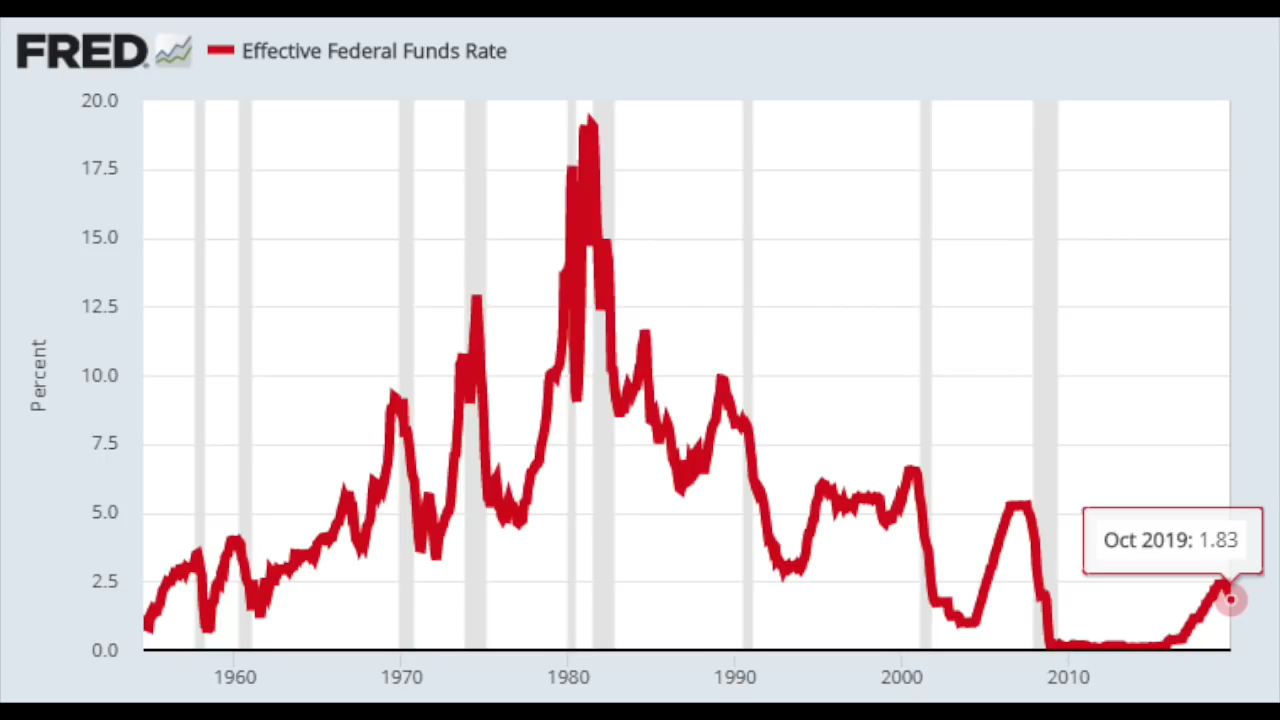 FRED
Effective Federal Funds Rate
20.0
17.5
15.0
12.5
10.0
7.5
5.0
2.5
0.0
Percent
Oct 2019: 1.83
1960 1970 1980 1990 2000 2010